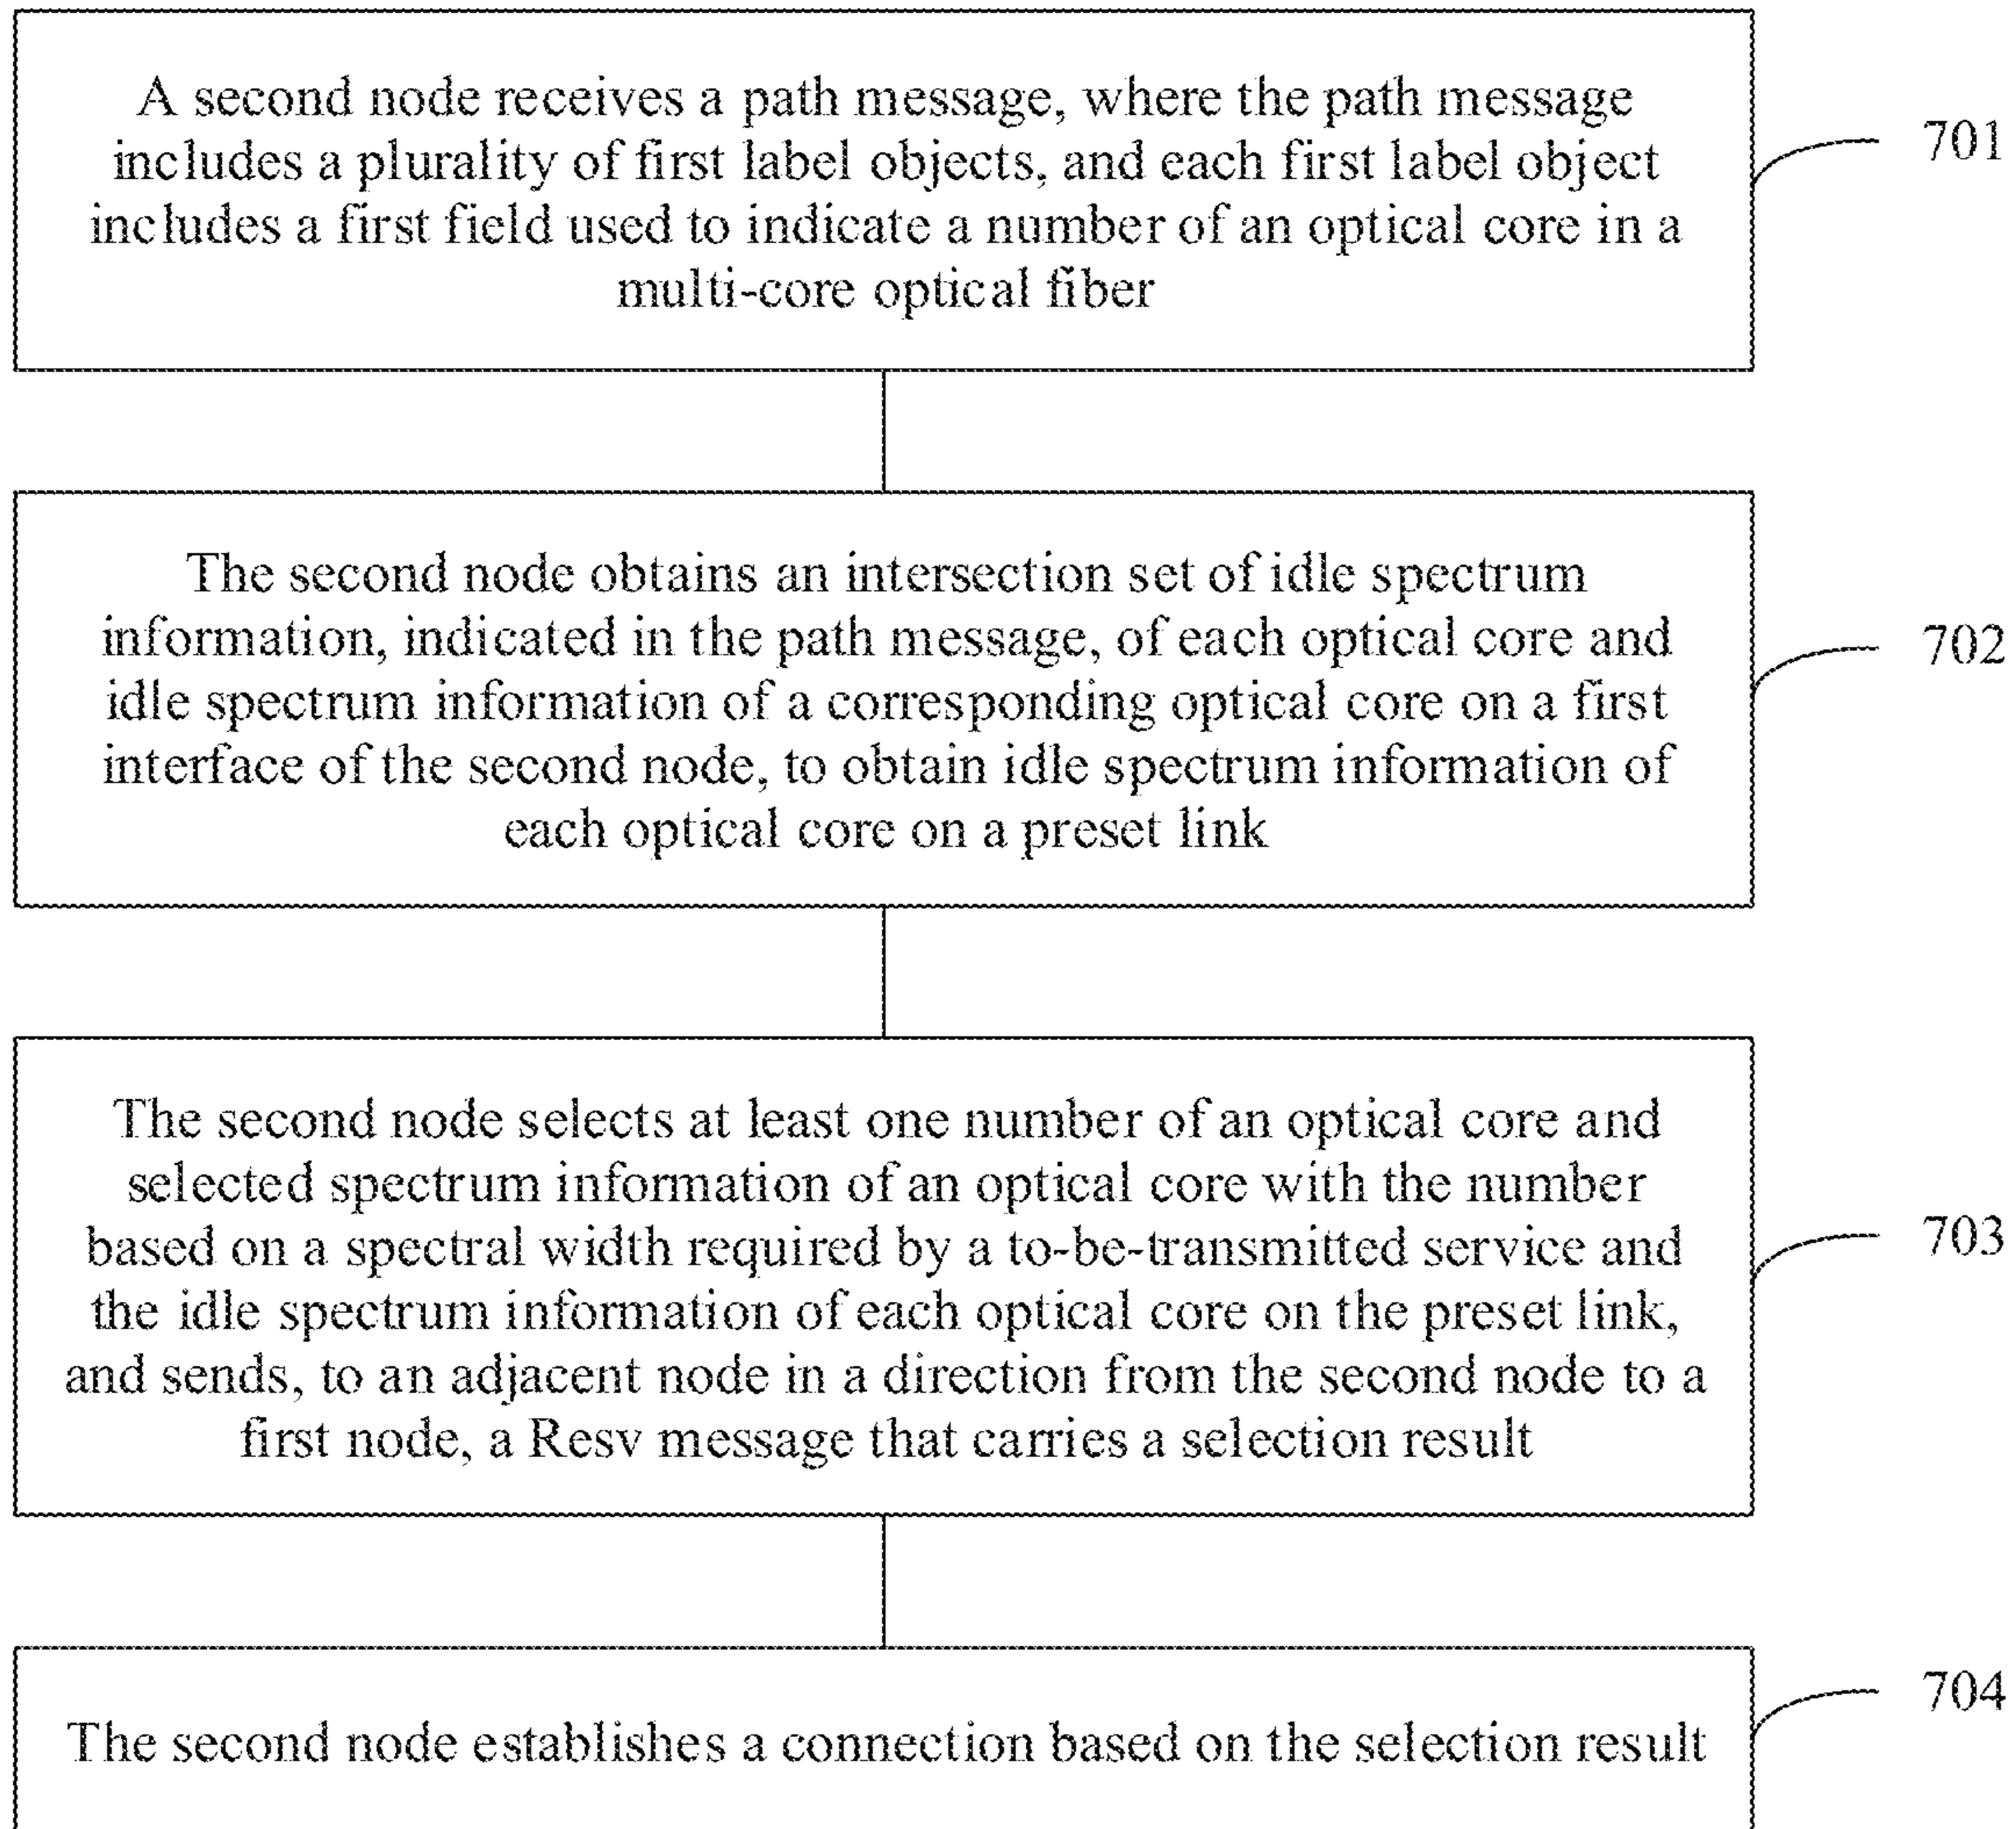 A second node receives a path message, where the path message
includes a plurality of first label objects, and each first label object
includes a first field used to indicate a number of an optical core in a
multi-core optical fiber
701
The second node obtains an intersection set of idle spectrum
information, indicated in the path message, of each optical core and
idle spectrum information of a corresponding optical core on a first
interface of the second node, to obtain idle spectrum information of
each optical core on a preset link
702
The second node selects at least one number of an optical core and
selected spectrum information of an optical core with the number
based on a spectral width required by a to-be-transmitted service and
the idle spectrum information of each optical core on the preset link,
and sends, to an adjacent node in a direction from the second node to a
first node, a Resv message that carries a selection result
703
The second node establishes a connection based on the selection result
704